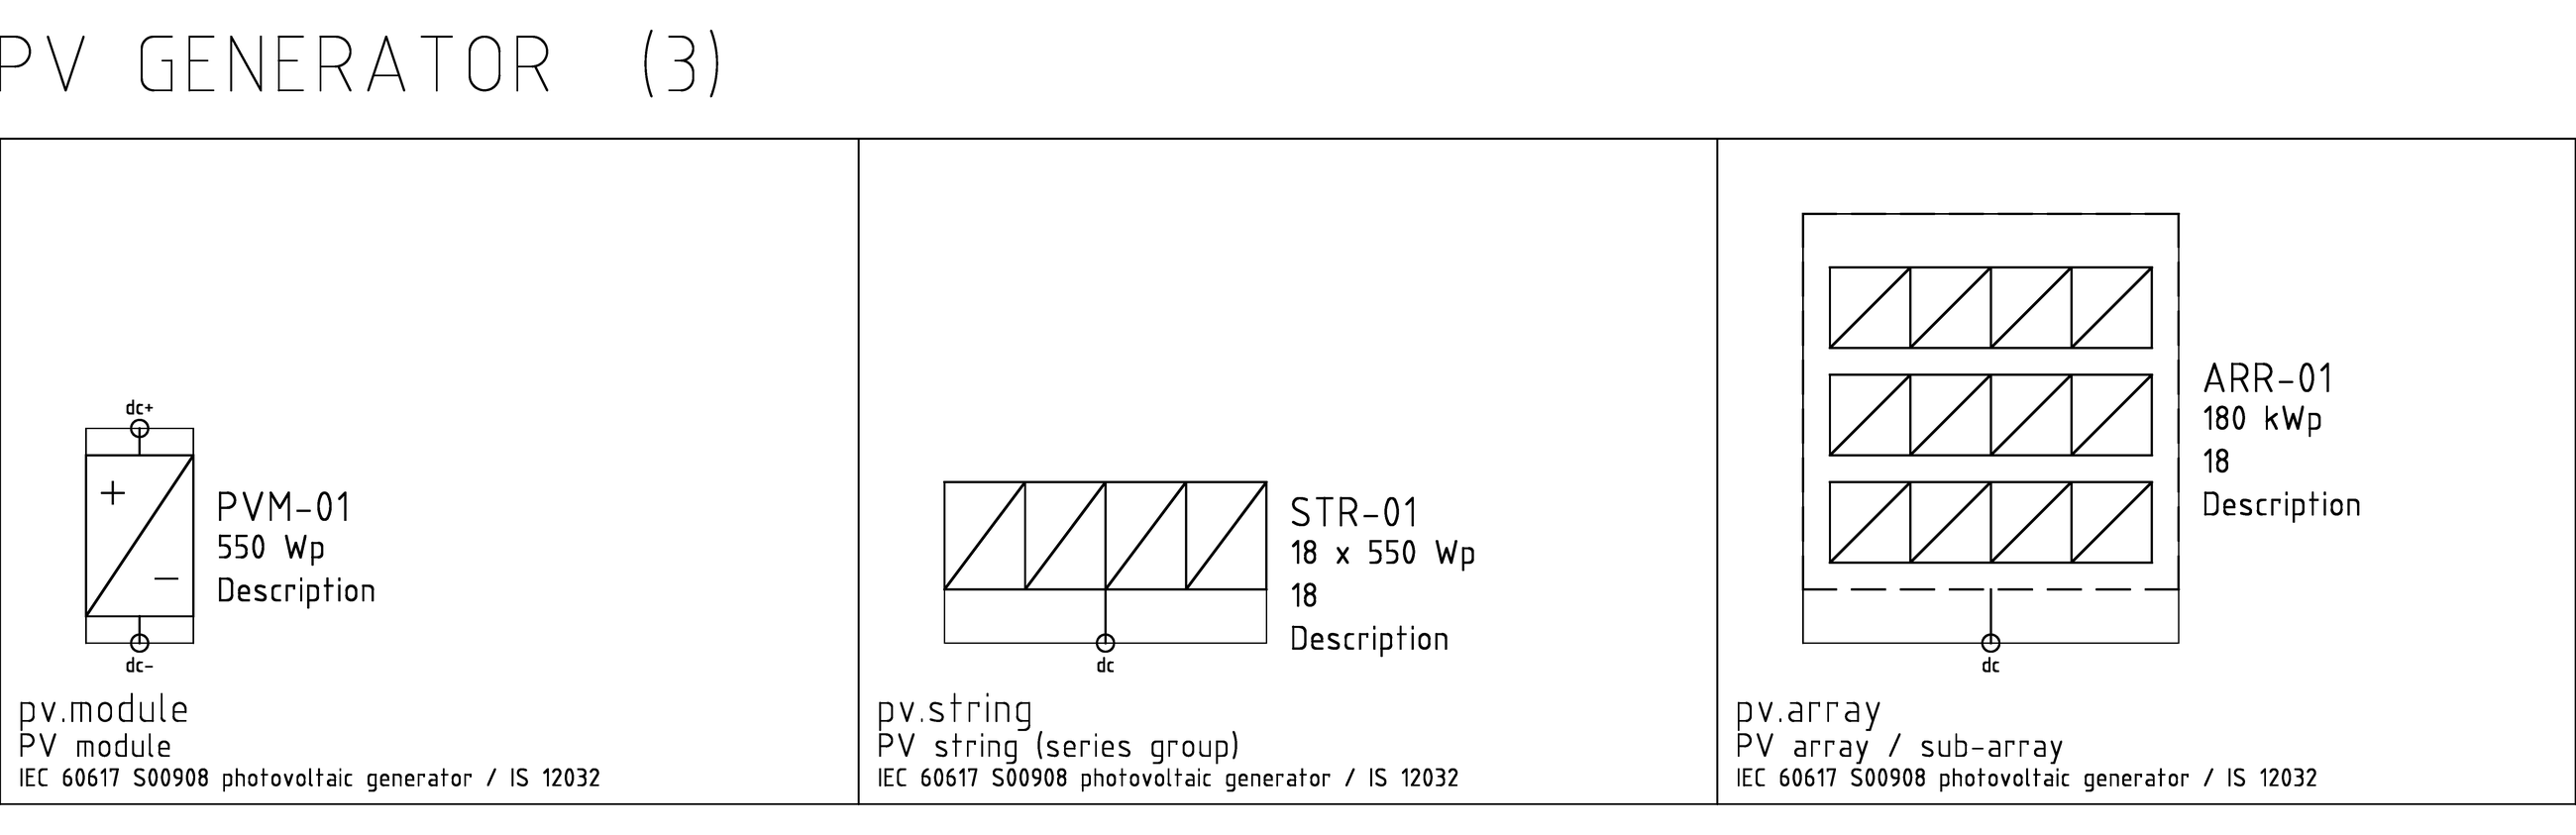 PV GENERATOR (3)
dc+
+
PVM-01
550 Wp
Description
−
dc-
pv.module
PV module
IEC 60617 S00908 photovoltaic generator / IS 12032
STR-01
18 x 550 Wp
18
Description
dc
pv.string
PV string (series group)
IEC 60617 S00908 photovoltaic generator / IS 12032
ARR-01
180 kWp
18
Description
dc
pv.array
PV array / sub-array
IEC 60617 S00908 photovoltaic generator / IS 12032